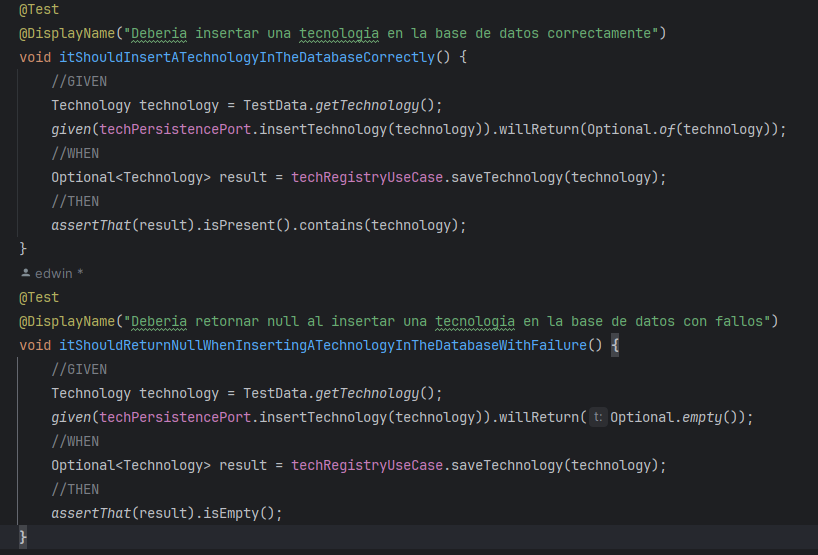 @Test
@DisplayName("Deberia insertar una tecnologia en la base de datos correctamente")
void itShouldInsertATechnologyInTheDatabaseCorrectly() {
//GIVEN
Technology technology = TestData.getTechnology();
given(techPersistencePort.insertTechnology(technology)).willReturn(Optional.of(technology));
//WHEN
Optional<Technology> result = techRegistryUseCase.saveTechnology(technology);
//THEN
assertThat(result).isPresent().contains(technology);
}
edwin *
@Test
@DisplayName("Deberia retornar null al insertar una tecnologia en la base de datos con fallos")
void itShouldReturnNullWhenInsertingATechnologyInTheDatabaseWithFailure() {
//GIVEN
Technology technology = TestData.getTechnology();
given(techPersistencePort.insertTechnology(technology)).willReturn( t: Optional.empty());
//WHEN
Optional<Technology> result = techRegistryUseCase.saveTechnology(technology);
//THEN
assertThat(result).isEmpty();
}